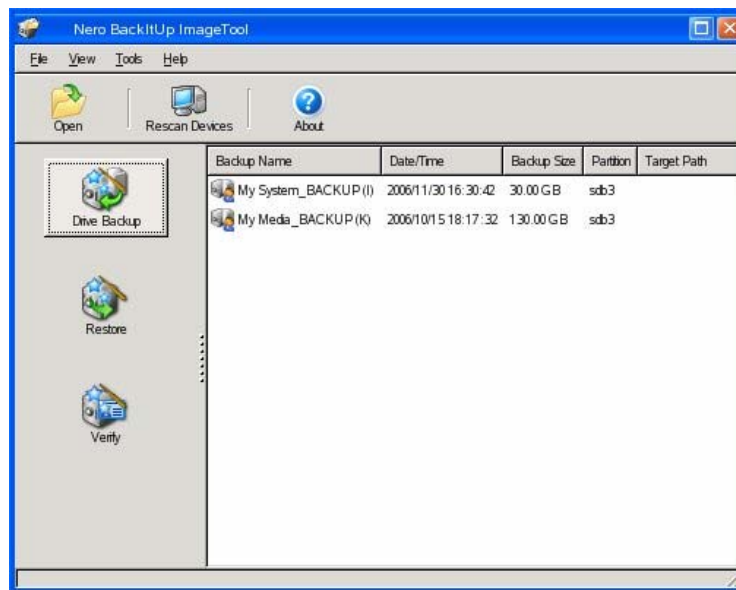 Nero BackItUp ImageTool
File View Tools Help
Open Rescan Devices About
Backup Name Date/Time Backup Size Partition Target Path
My System_BACKUP(I) 2006/11/30 16:30:42 30.00 GB sdb3
My Media_BACKUP(K) 2006/10/15 18:17:32 130.00 GB sdb3
Drive Backup
Restore
Verify